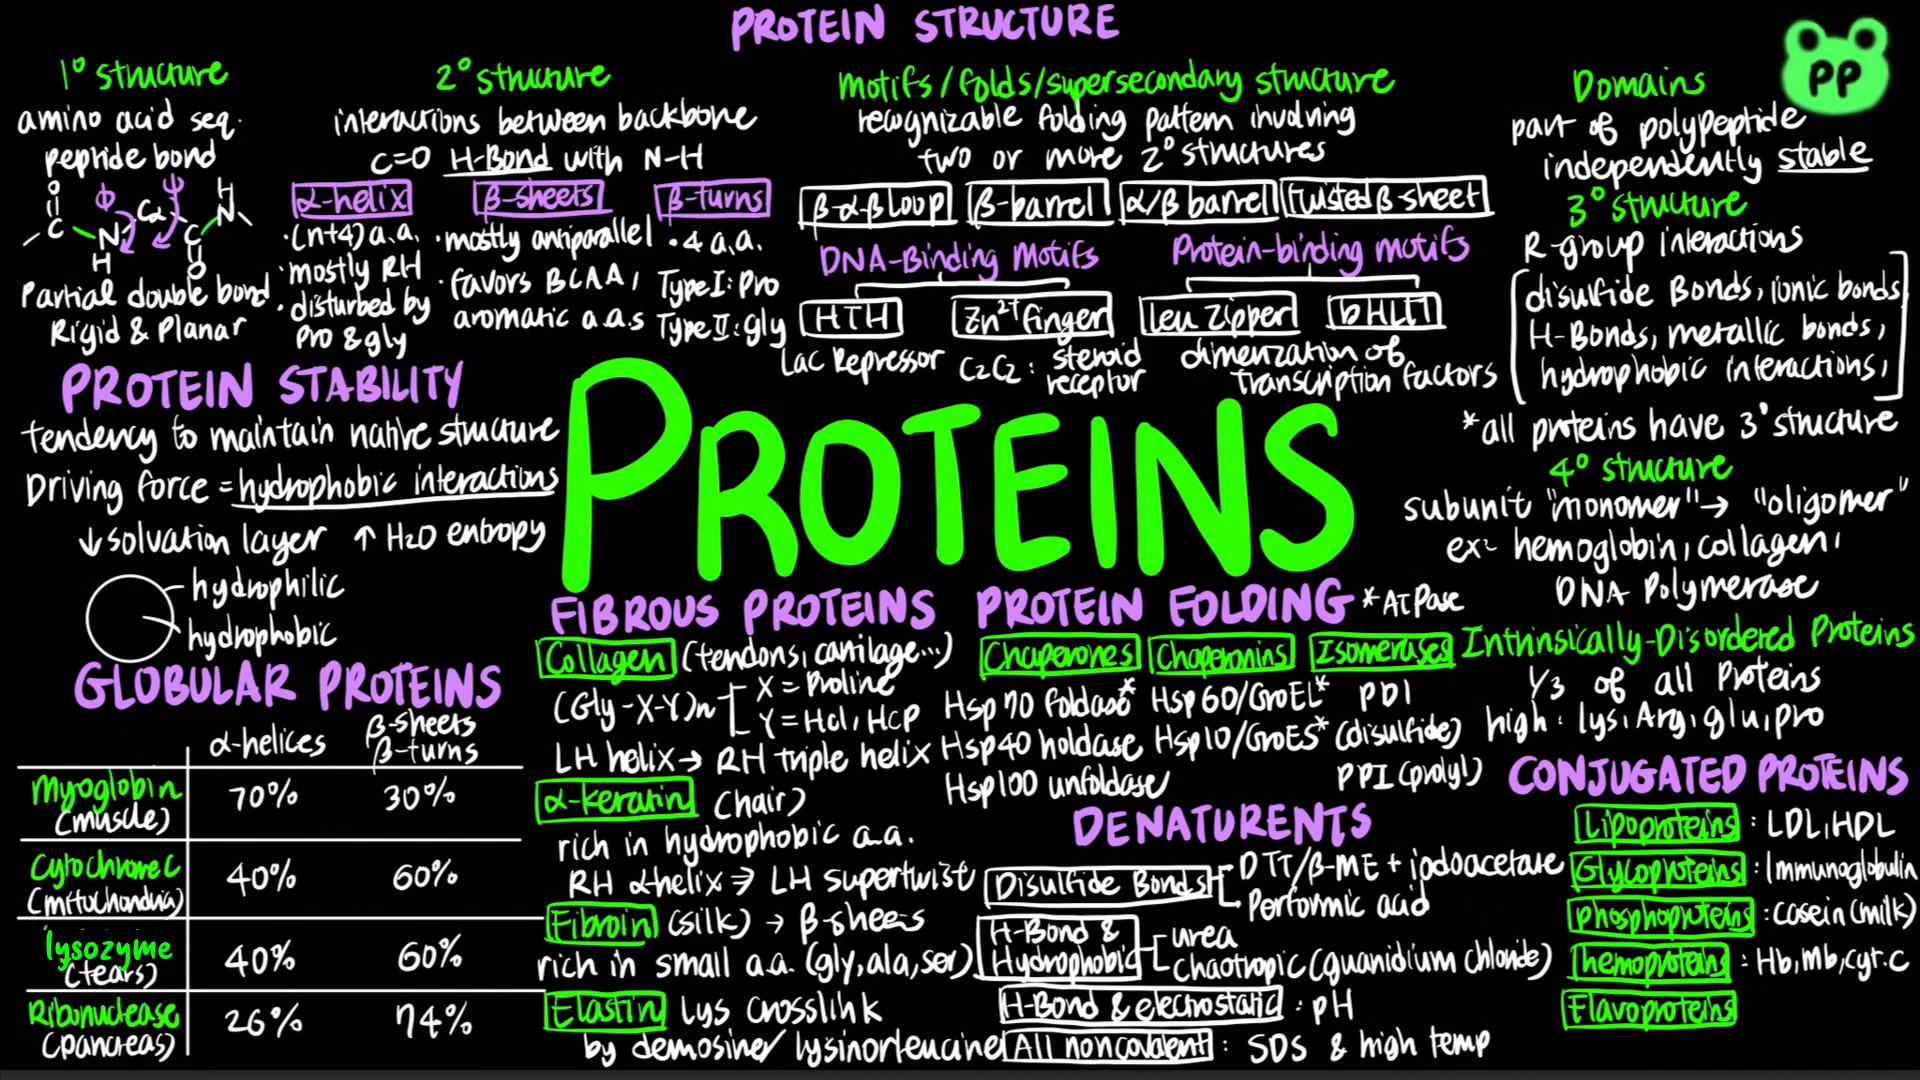 PROTEIN STRUCTURE
PP
1° structure
amino acid seq.
peptide bond
O
C
N
H
Φ
Cα
Ψ
C
O
H
N
Partial double bond
Rigid & Planar
2° structure
interactions between backbone
C=O H-Bond with N-H
α-helix
• (n+4) a.a.
• mostly RH
• disturbed by
Pro & gly
β-sheets
• mostly antiparallel
• favors BCAA,
aromatic a.a.s
β-turns
• 4 a.a.
Type I: Pro
Type II: gly
motifs/folds/supersecondary structure
recognizable folding pattern involving
two or more 2° structures
β-α-β Loop
β-barrel
α/β barrel
twisted β-sheet
DNA-Binding Motifs
HTH
Lac Repressor
Zn²⁺ finger
C2C2: steroid
receptor
Protein-binding motifs
Leu zipper
bHLH
dimerization of
transcription factors
Domains
part of polypeptide
independently stable
3° structure
R-group interactions
disulfide Bonds, ionic bonds,
H-Bonds, metallic bonds,
hydrophobic interactions,
*all proteins have 3° structure
4° structure
subunit "monomer" → "oligomer"
ex: hemoglobin, collagen,
DNA Polymerase
Intrinsically-Disordered Proteins
1/3 of all Proteins
high: lys, Arg, glu, pro
PROTEIN STABILITY
tendency to maintain native structure
Driving force = hydrophobic interactions
↓ solvation layer ↑ H2O entropy
hydrophilic
hydrophobic
PROTEINS
GLOBULAR PROTEINS
α-helices
β-sheets
β-turns
Myoglobin
(muscle)
70%
30%
Cytochrome C
(mitochondria)
40%
60%
lysozyme
(tears)
40%
60%
Ribonuclease
(pancreas)
26%
74%
FIBROUS PROTEINS
Collagen (tendons, cartilage...)
(Gly-X-Y)n
X = Proline
Y = Hcl, HCP
LH helix → RH triple helix
α-keratin (hair)
rich in hydrophobic a.a.
RH αhelix ⇒ LH supertwist
Fibroin (silk) → β-sheets
rich in small a.a. (gly, ala, ser)
Elastin Lys crosslink
by demosine/lysinorleucine
PROTEIN FOLDING *ATPase
Chaperones
Hsp70 foldase*
Hsp40 holdase
Hsp100 unfoldase
Chaperonins
Hsp60/GroEL*
Hsp10/GroES*
Isomerases
PDI
(disulfide)
PPI (prolyl)
DENATURENTS
Disulfide Bonds
DTT/β-ME + iodoacetate
Performic acid
H-Bond &
Hydrophobic
urea
chaotropic (guanidium chloride)
H-Bond & electrostatic : pH
All noncovalent : SDS & high temp
CONJUGATED PROTEINS
Lipoproteins : LDL, HDL
Glycoproteins : Immunoglobulin
Phosphoproteins : casein (milk)
Hemoproteins : Hb, Mb, cyt. C
Flavoproteins